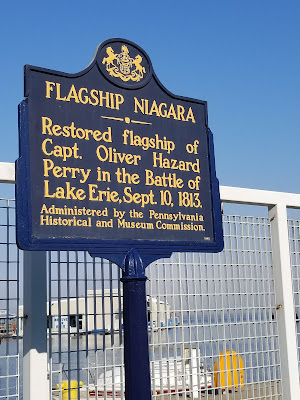 FLAGSHIP NIAGARA
Restored flagship of
Capt. Oliver Hazard
Perry in the Battle of
Lake Erie, Sept. 10, 1813.
Administered by the Pennsylvania
Historical and Museum Commission.